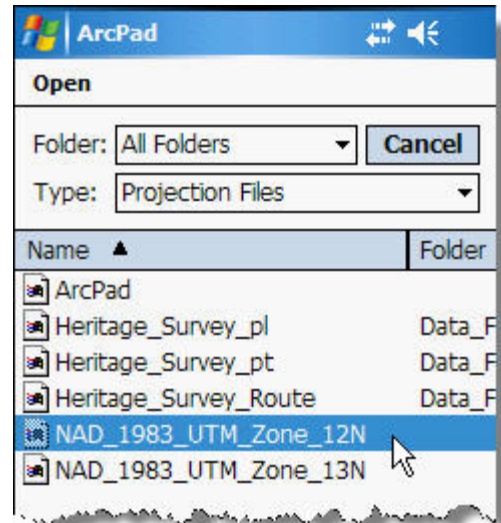 ArcPad
Open
Folder: All Folders Cancel
Type: Projection Files
Name Folder
ArcPad
Heritage_Survey_pl Data_F
Heritage_Survey_pt Data_F
Heritage_Survey_Route Data_F
NAD_1983_UTM_Zone_12N
NAD_1983_UTM_Zone_13N